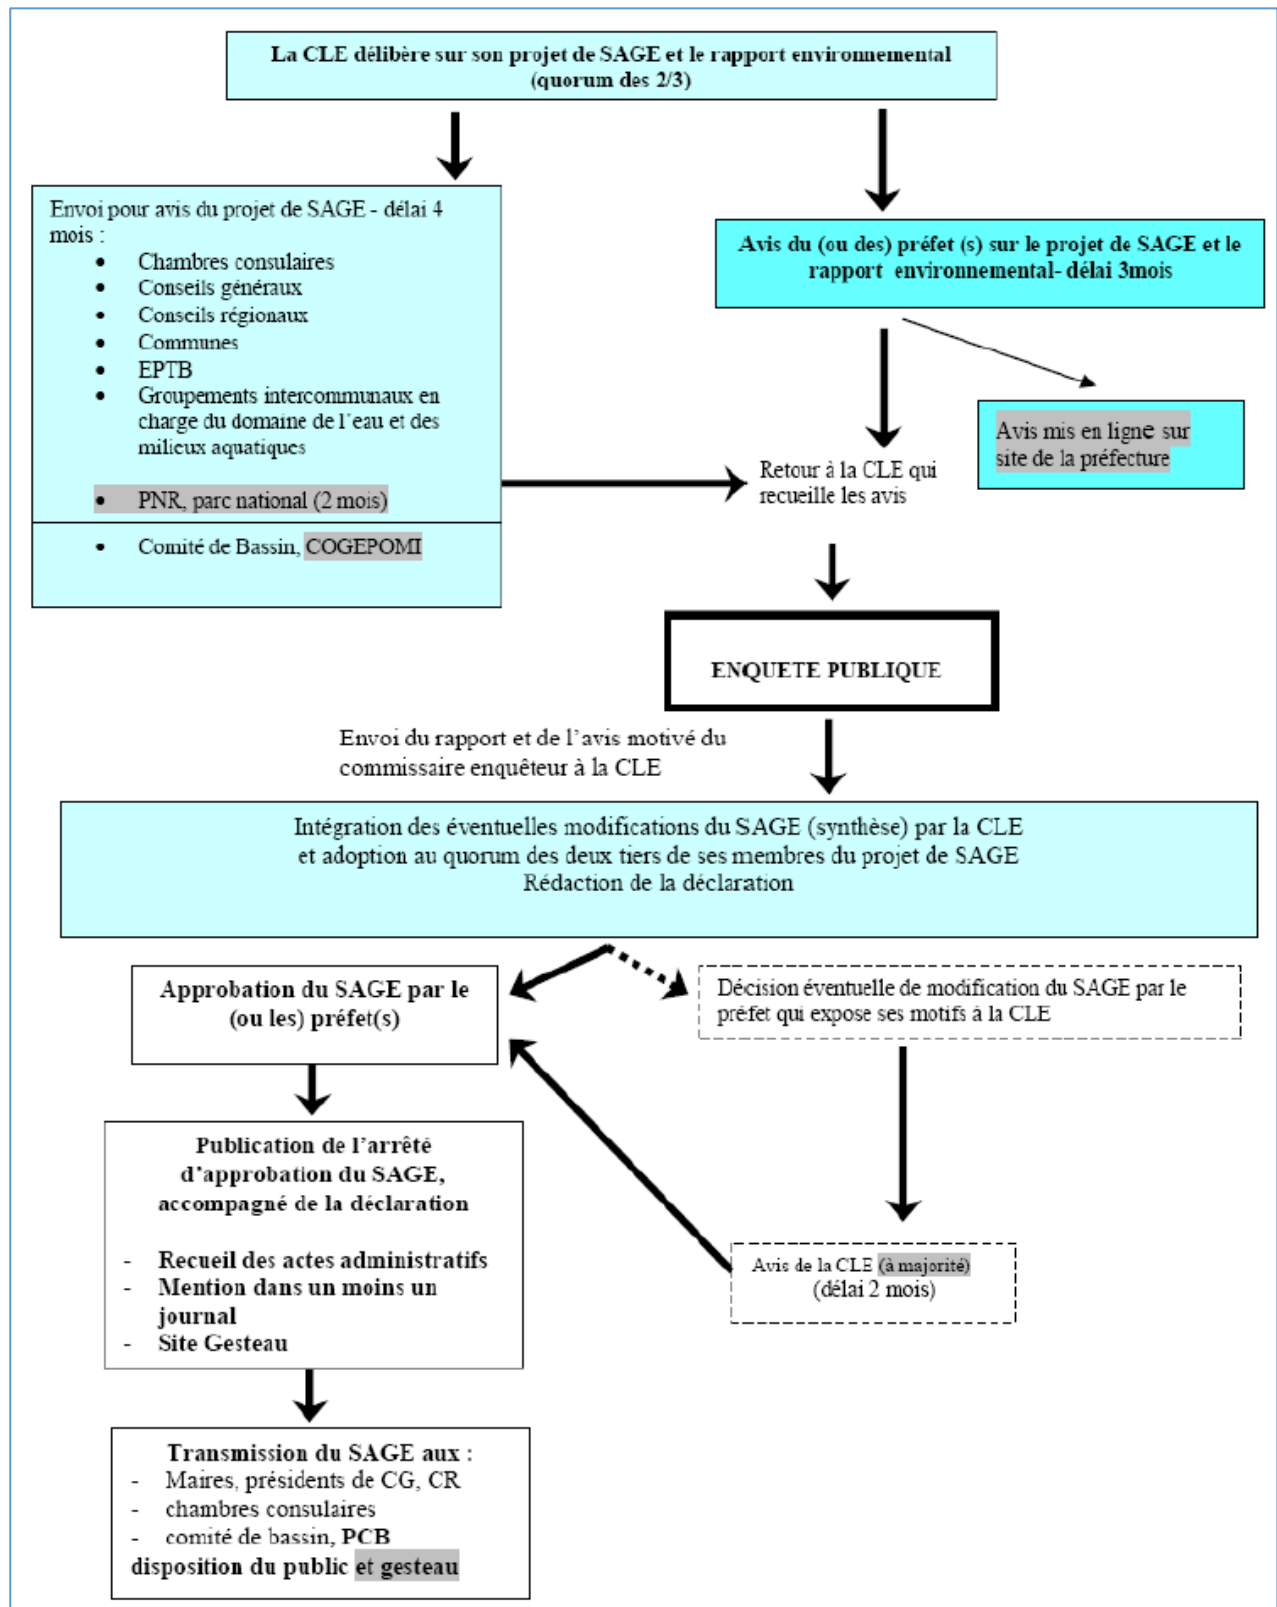 La CLE délibère sur son projet de SAGE et le rapport environnemental
(quorum des 2/3)
Envoi pour avis du projet de SAGE - délai 4
mois :
• Chambres consulaires
• Conseils généraux
• Conseils régionaux
• Communes
• EPTB
• Groupements intercommunaux en
charge du domaine de l'eau et des
milieux aquatiques
• PNR, parc national (2 mois)
• Comité de Bassin, COGEPOMI
Avis du (ou des) préfet (s) sur le projet de SAGE et le
rapport environnemental- délai 3mois
Avis mis en ligne sur
site de la préfecture
Retour à la CLE qui
recueille les avis
ENQUETE PUBLIQUE
Envoi du rapport et de l'avis motivé du
commissaire enquêteur à la CLE
Intégration des éventuelles modifications du SAGE (synthèse) par la CLE
et adoption au quorum des deux tiers de ses membres du projet de SAGE
Rédaction de la déclaration
Approbation du SAGE par le
(ou les) préfet(s)
Décision éventuelle de modification du SAGE par le
préfet qui expose ses motifs à la CLE
Publication de l'arrêté
d'approbation du SAGE,
accompagné de la déclaration
- Recueil des actes administratifs
- Mention dans un moins un
journal
- Site Gesteau
Avis de la CLE (à majorité)
(délai 2 mois)
Transmission du SAGE aux :
- Maires, présidents de CG, CR
- chambres consulaires
- comité de bassin, PCB
disposition du public et gesteau